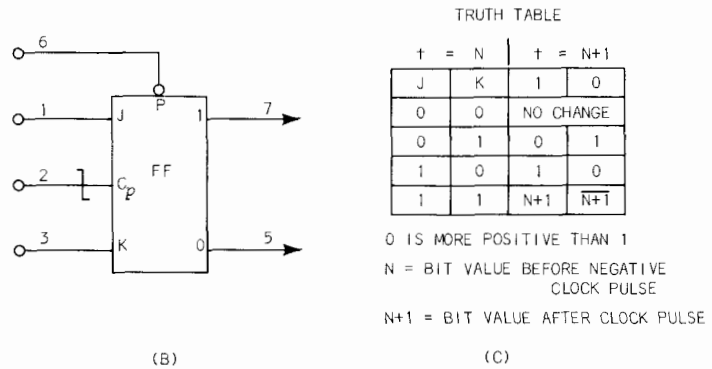 6
P
1
J
1
7
FF
2
Cp
3
K
0
5
(B)
TRUTH TABLE
t = N t = N+1
J K 1 0
0 0 NO CHANGE
0 1 0 1
1 0 1 0
1 1 N+1 N+1
0 IS MORE POSITIVE THAN 1
N = BIT VALUE BEFORE NEGATIVE
CLOCK PULSE
N+1 = BIT VALUE AFTER CLOCK PULSE
(C)